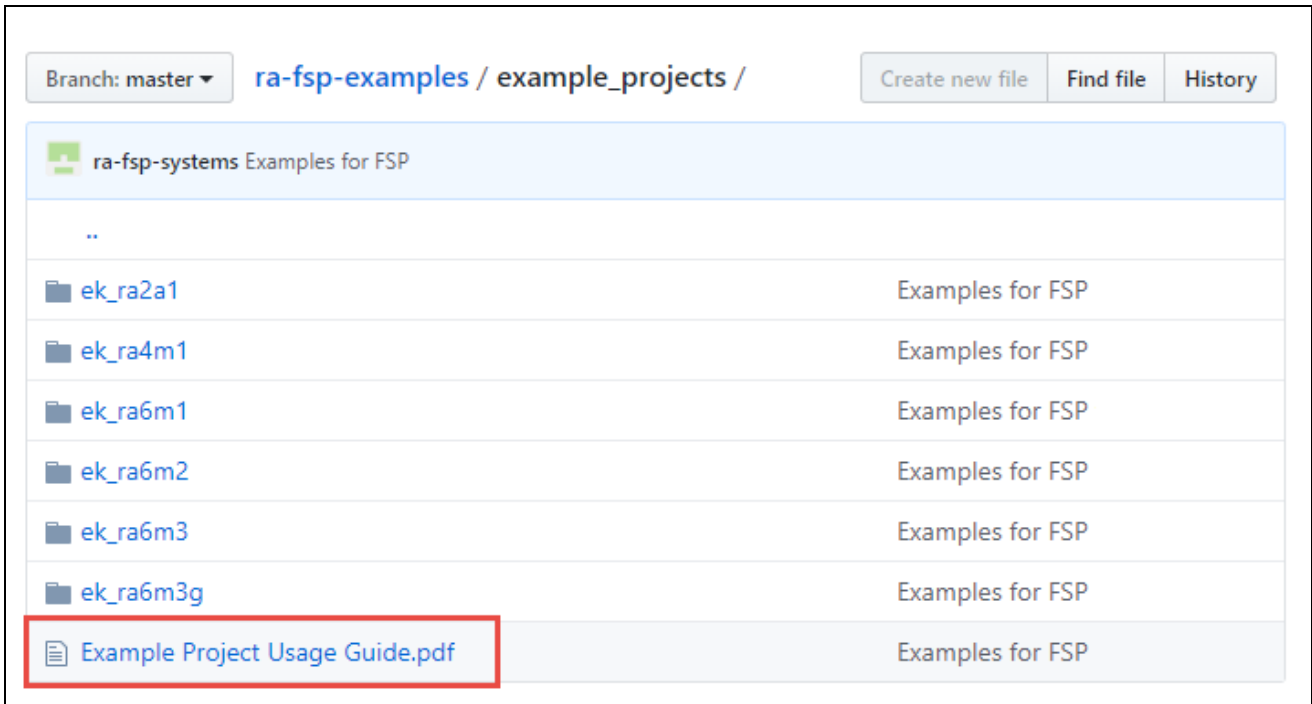 Branch: master ra-fsp-examples / example_projects / Create new file Find file History
ra-fsp-systems Examples for FSP
..
ek_ra2a1 Examples for FSP
ek_ra4m1 Examples for FSP
ek_ra6m1 Examples for FSP
ek_ra6m2 Examples for FSP
ek_ra6m3 Examples for FSP
ek_ra6m3g Examples for FSP
Example Project Usage Guide.pdf Examples for FSP